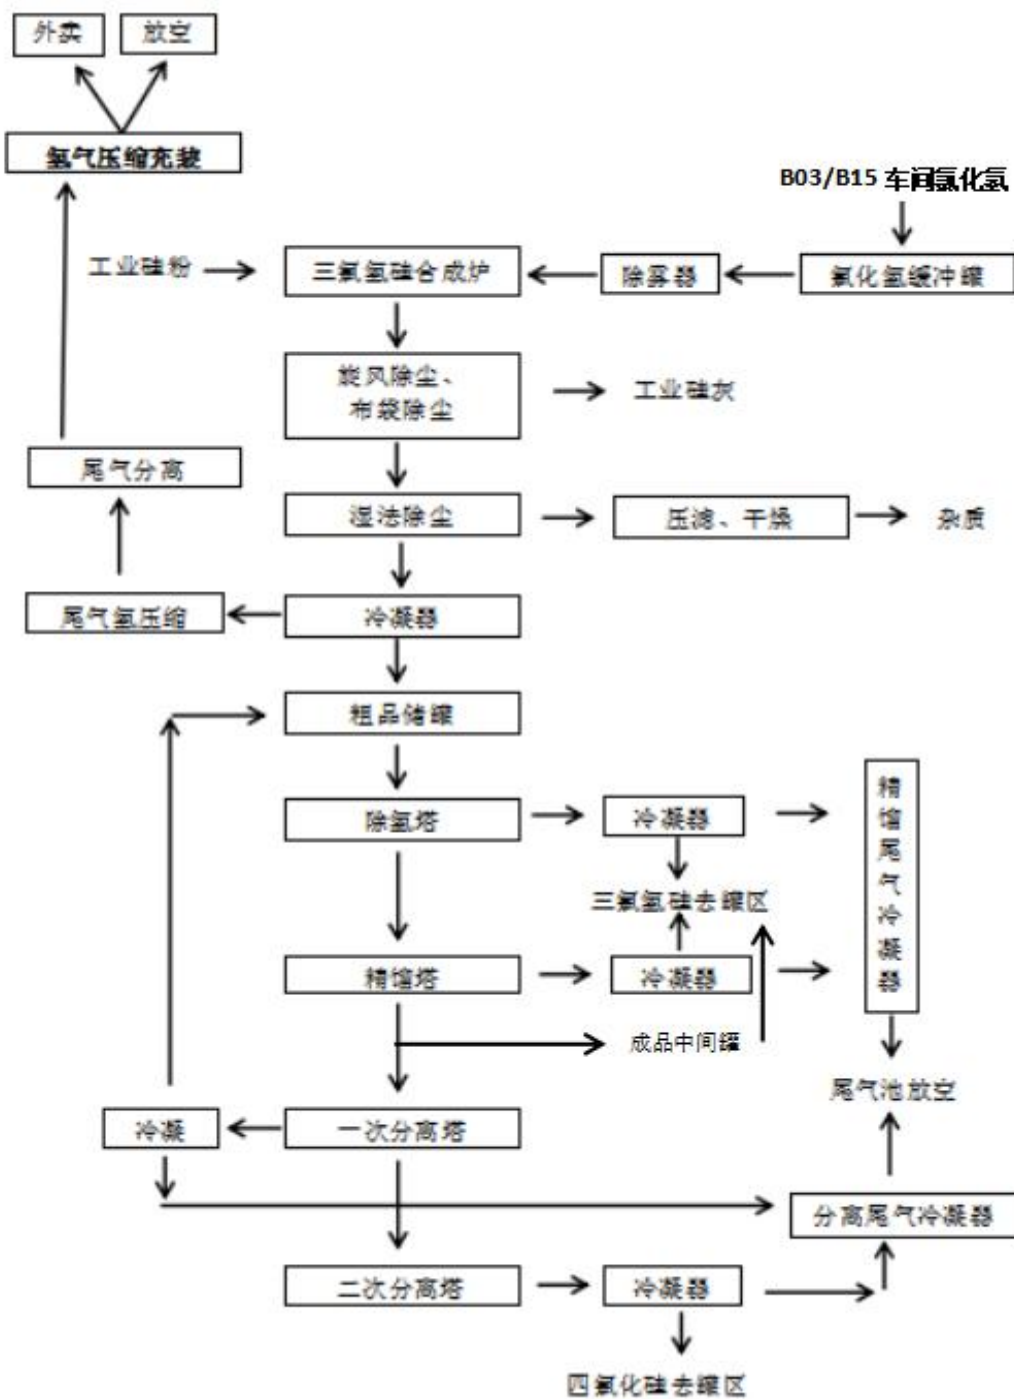 外卖
放空
氢气压缩充装
B03/B15 车间氯化氢
工业硅粉
三氯氢硅合成炉
除雾器
氯化氢缓冲罐
旋风除尘、
布袋除尘
工业硅灰
尾气分离
湿法除尘
压滤、干燥
杂质
尾气氢压缩
冷凝器
粗品储罐
除氢塔
冷凝器
精馏尾气冷凝器
三氯氢硅去罐区
精馏塔
冷凝器
成品中间罐
尾气池放空
冷凝
一次分离塔
分离尾气冷凝器
二次分离塔
冷凝器
四氯化硅去罐区